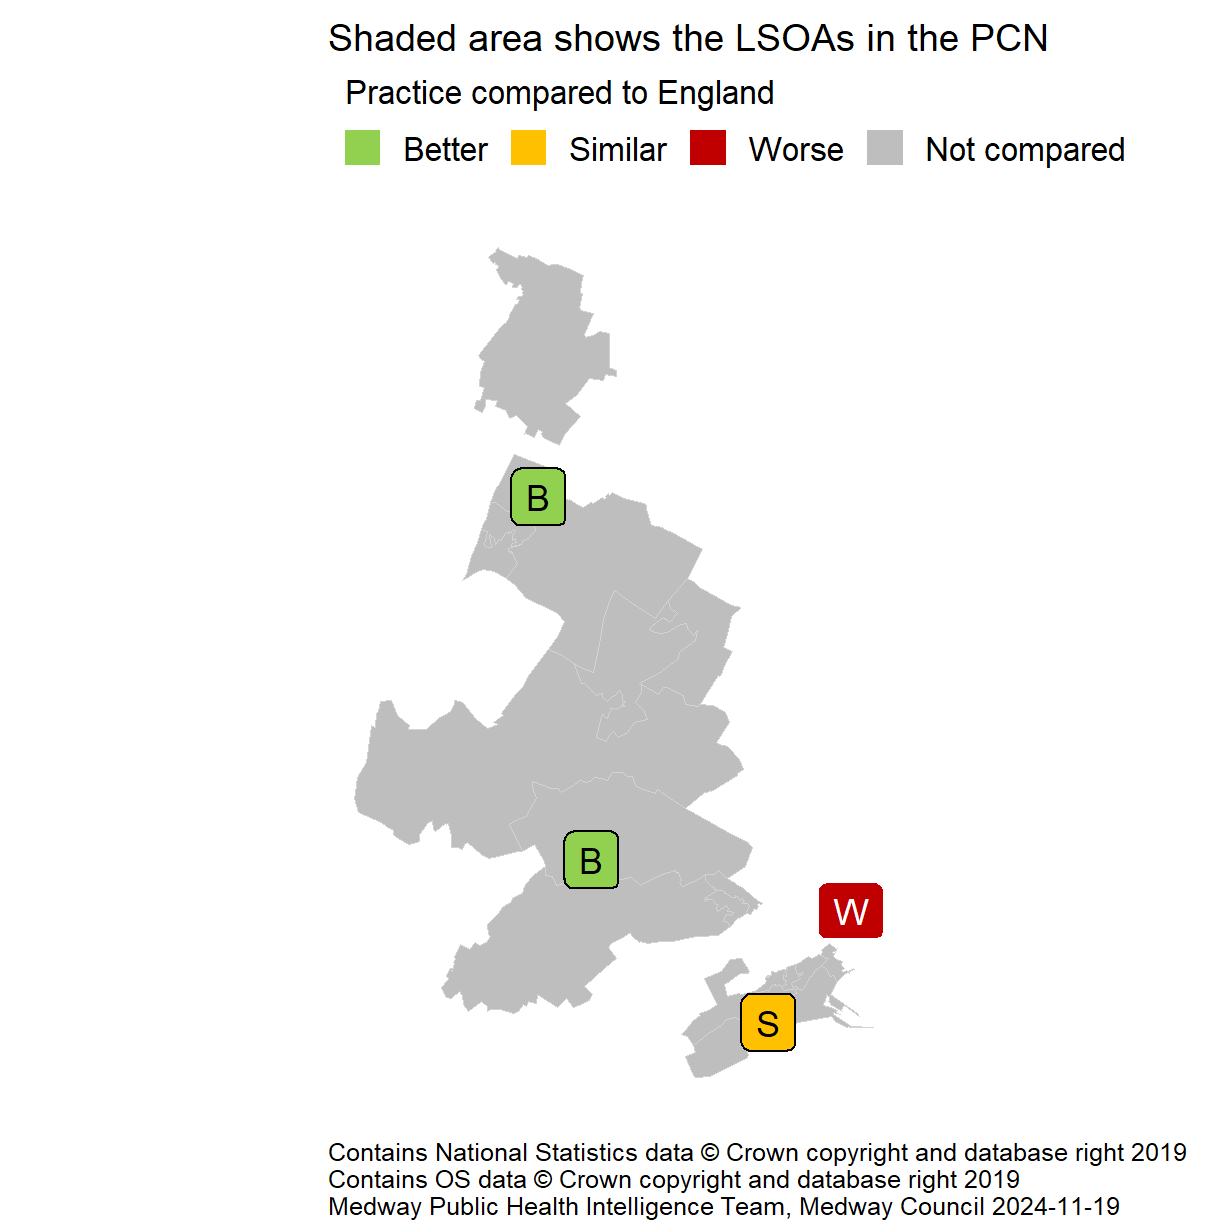 Shaded area shows the LSOAs in the PCN
Practice compared to England
Better Similar Worse Not compared
B
B
W
S
Contains National Statistics data © Crown copyright and database right 2019
Contains OS data © Crown copyright and database right 2019
Medway Public Health Intelligence Team, Medway Council 2024-11-19